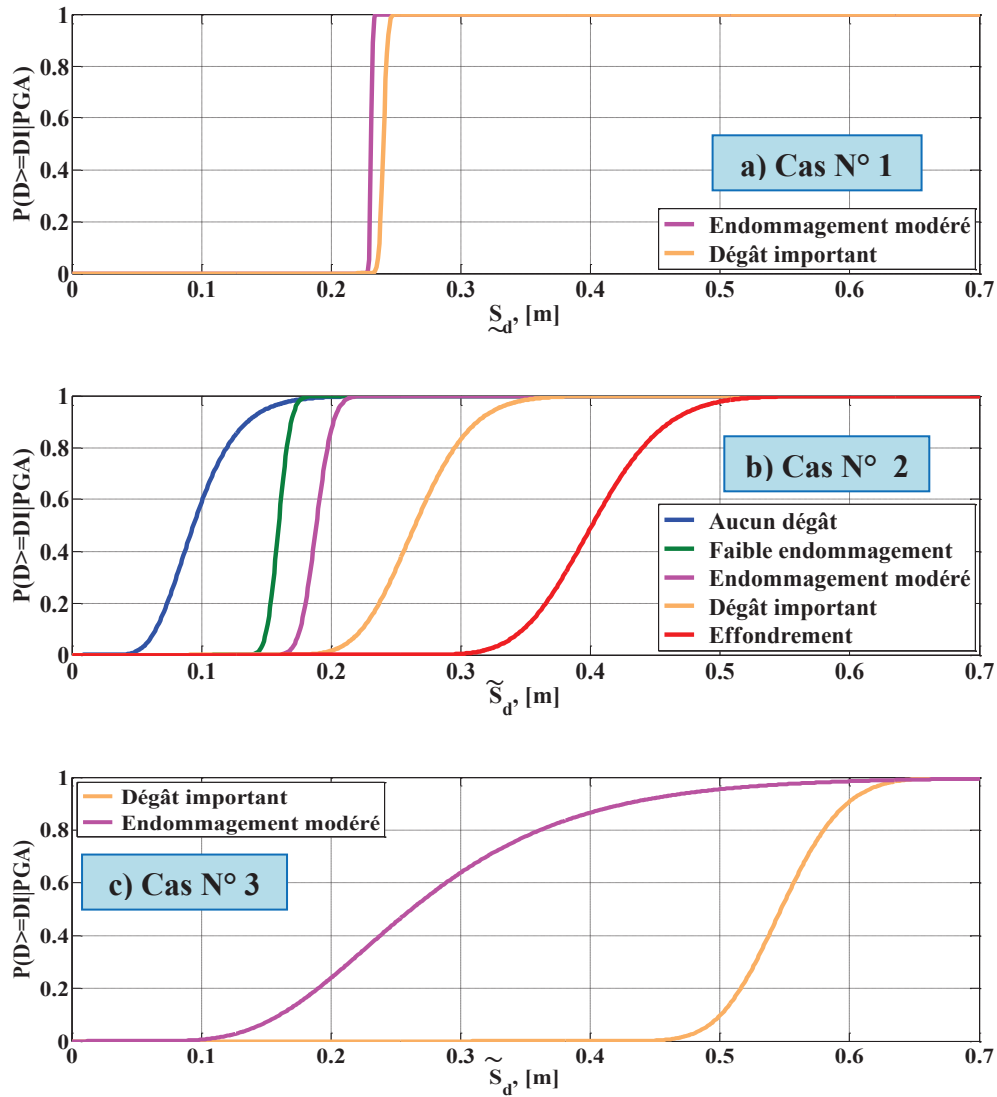 1
0.8
0.6
0.4
0.2
0
P(D>=DI|PGA)
a) Cas N° 1
Endommagement modéré
Dégât important
0 0.1 0.2 0.3 0.4 0.5 0.6 0.7
S̰d, [m]
1
0.8
0.6
0.4
0.2
0
P(D>=DI|PGA)
b) Cas N° 2
Aucun dégât
Faible endommagement
Endommagement modéré
Dégât important
Effondrement
0 0.1 0.2 0.3 0.4 0.5 0.6 0.7
S̃d, [m]
1
0.8
0.6
0.4
0.2
0
P(D>=DI|PGA)
Dégât important
Endommagement modéré
c) Cas N° 3
0 0.1 0.2 0.3 0.4 0.5 0.6 0.7
S̃d, [m]